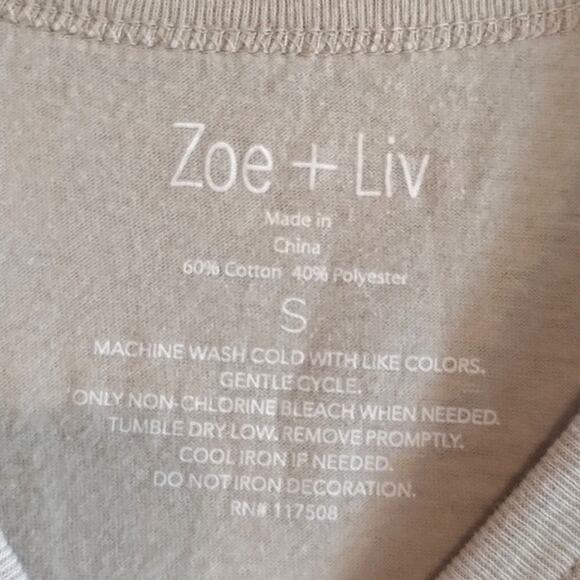 Zoe + Liv
Made in
China
60% Cotton 40% Polyester
S
MACHINE WASH COLD WITH LIKE COLORS.
GENTLE CYCLE.
ONLY NON-CHLORINE BLEACH WHEN NEEDED.
TUMBLE DRY LOW. REMOVE PROMPTLY.
COOL IRON IF NEEDED.
DO NOT IRON DECORATION.
RN# 117508